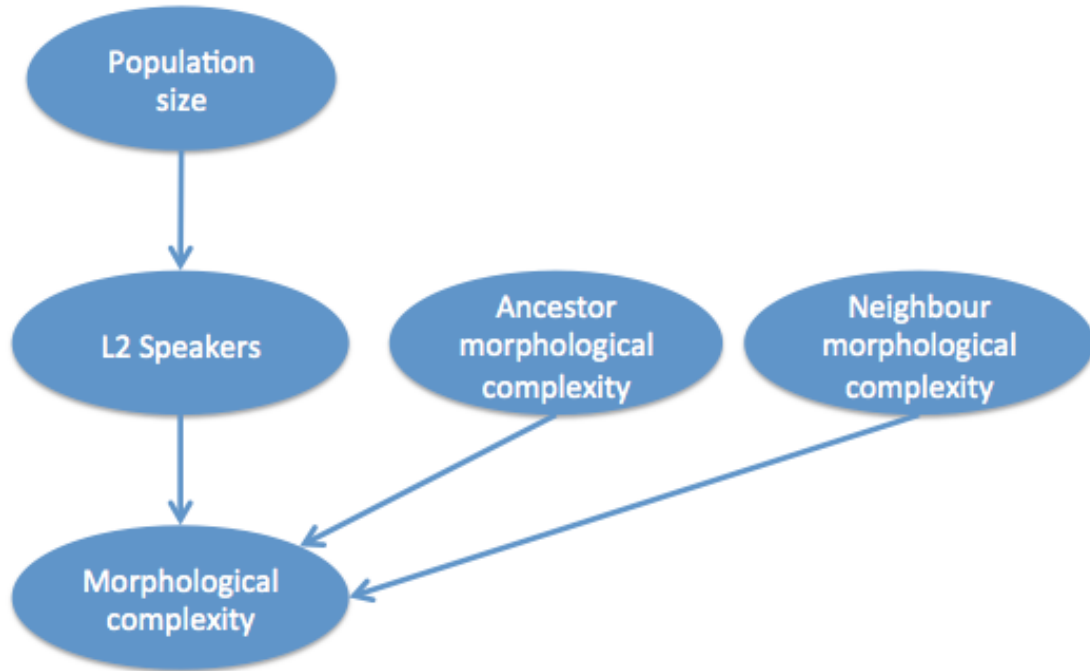 Population
size
L2 Speakers
Ancestor
morphological
complexity
Neighbour
morphological
complexity
Morphological
complexity